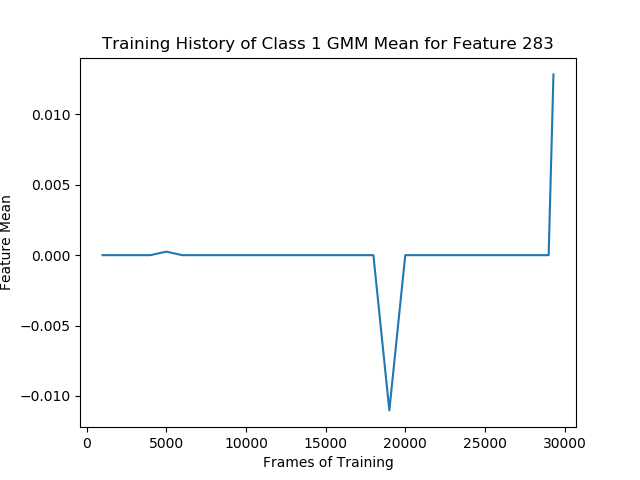 Training History of Class 1 GMM Mean for Feature 283
0.010
0.005
0.000
−0.005
−0.010
Feature Mean
0 5000 10000 15000 20000 25000 30000
Frames of Training